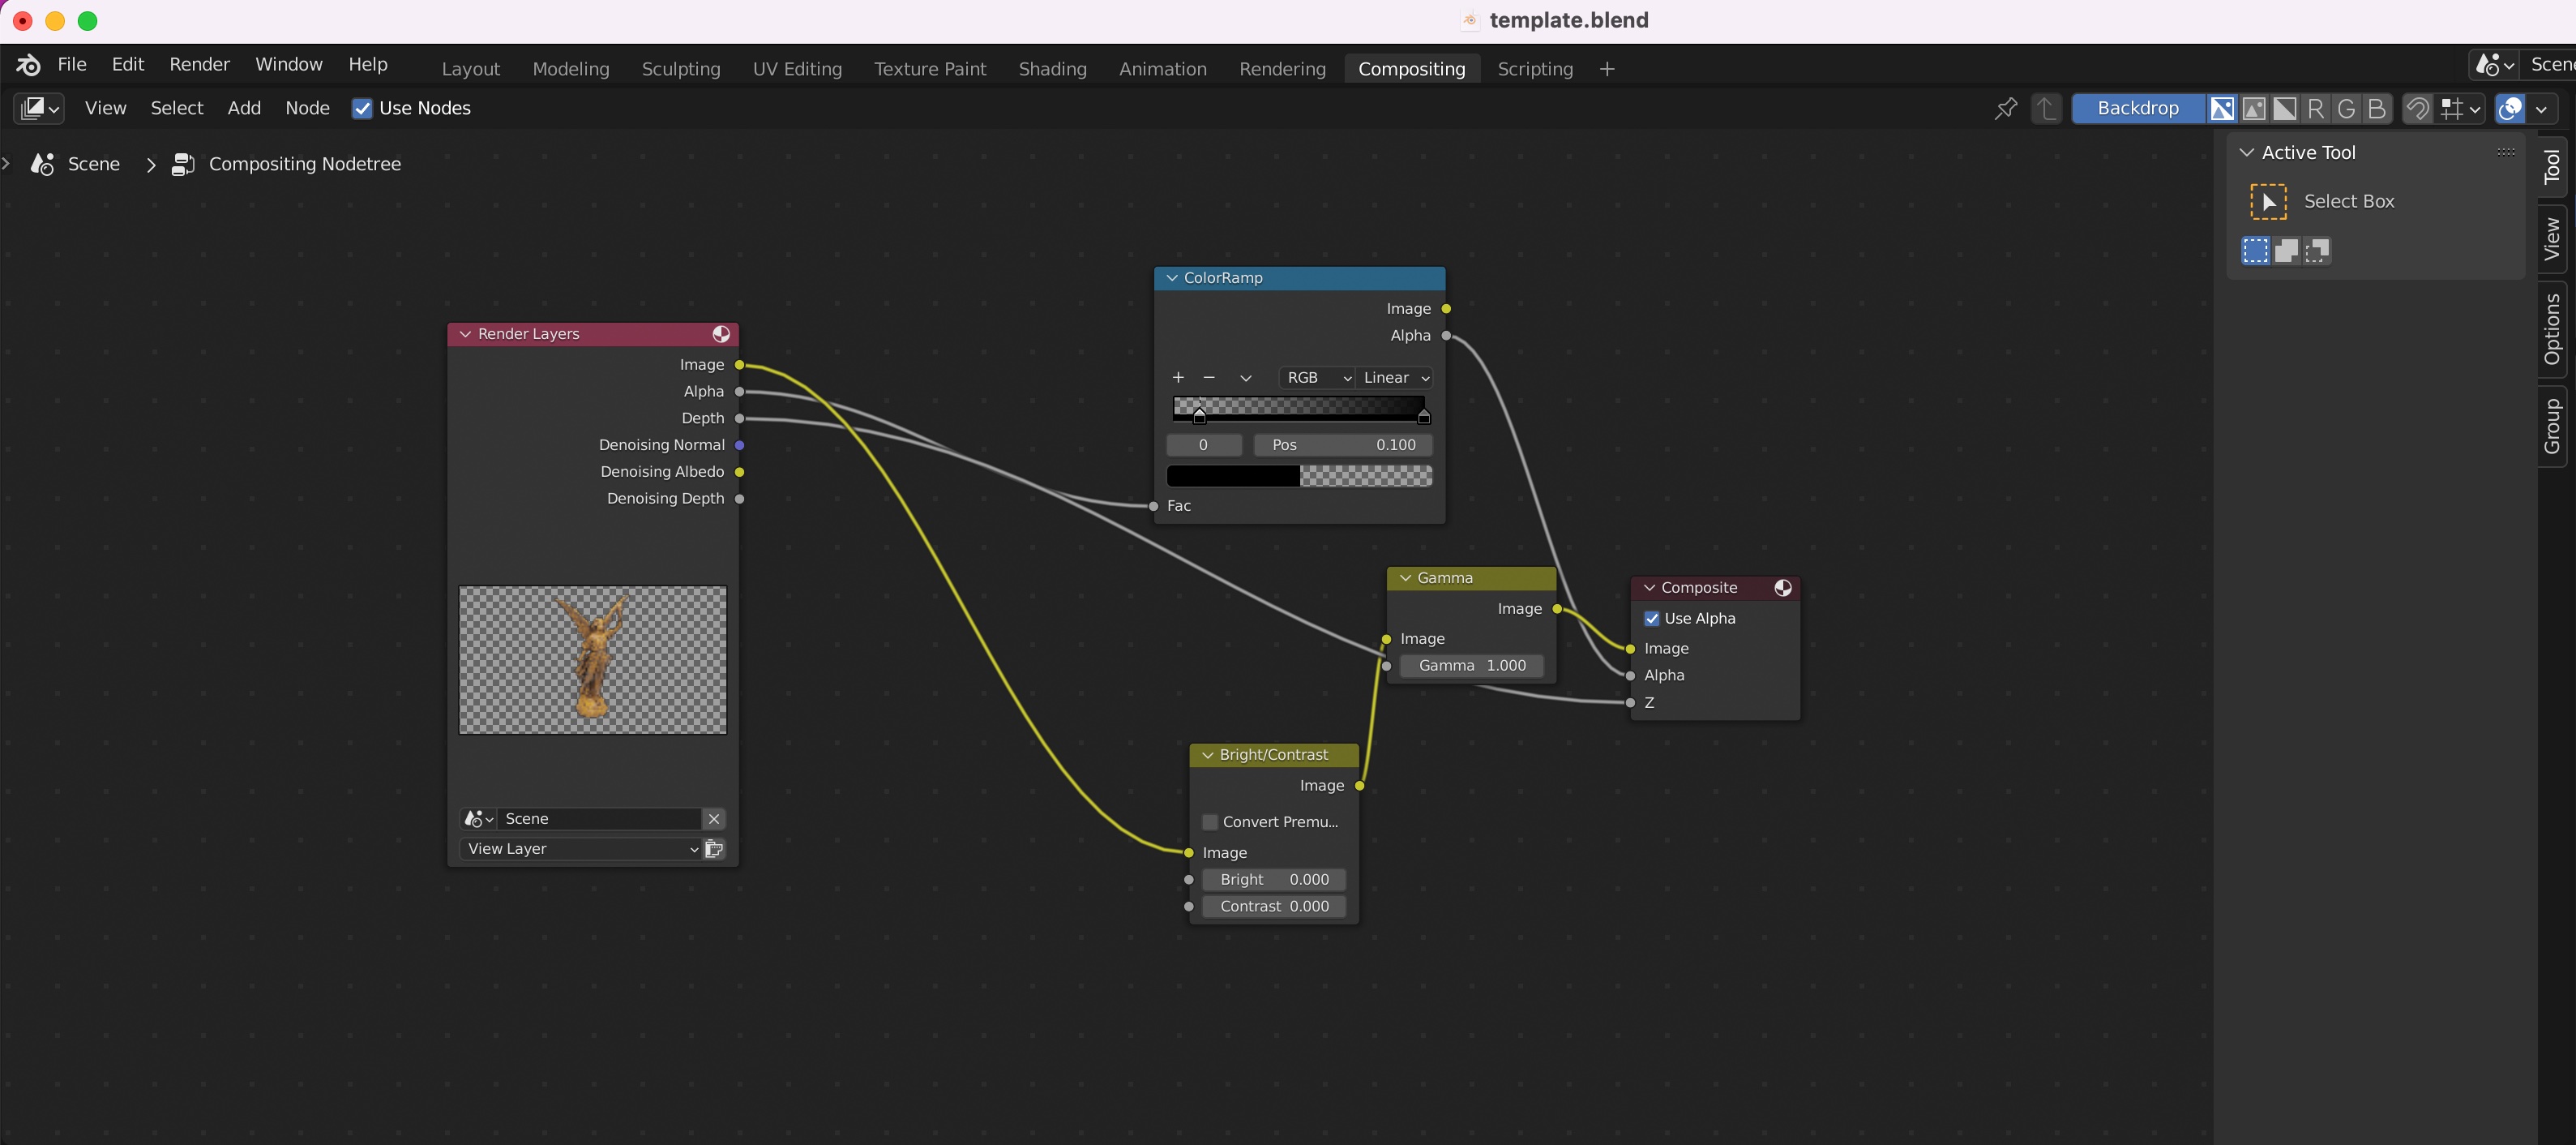 template.blend
File Edit Render Window Help Layout Modeling Sculpting UV Editing Texture Paint Shading Animation Rendering Compositing Scripting + Scene
View Select Add Node Use Nodes Backdrop R G B
Scene > Compositing Nodetree
Active Tool
Select Box
Tool
View
Options
Group
Render Layers
Image
Alpha
Depth
Denoising Normal
Denoising Albedo
Denoising Depth
Scene
View Layer
ColorRamp
Image
Alpha
+ − RGB Linear
0 Pos 0.100
Fac
Gamma
Image
Image
Gamma 1.000
Composite
Use Alpha
Image
Alpha
Z
Bright/Contrast
Image
Convert Premu...
Image
Bright 0.000
Contrast 0.000